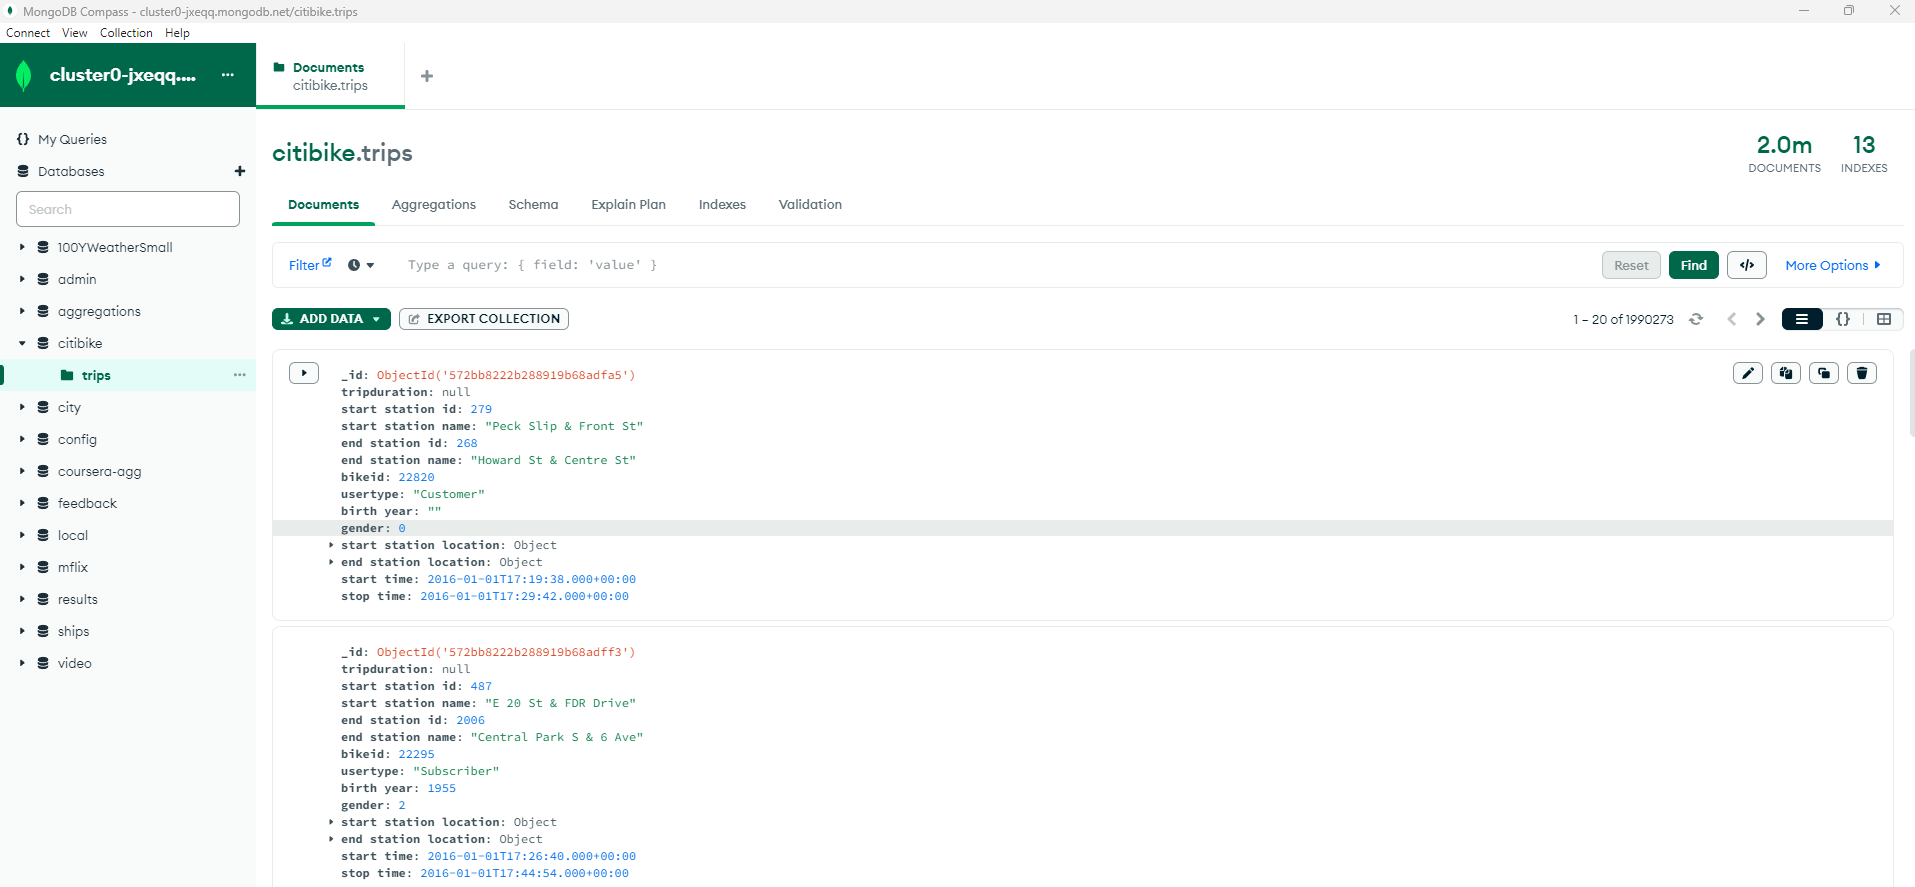 MongoDB Compass - cluster0-jxeqq.mongodb.net/citibike.trips
Connect View Collection Help
cluster0-jxeqq.... ...
Documents
citibike.trips
+
{} My Queries
Databases +
Search
100YWeatherSmall
admin
aggregations
citibike
trips ...
city
config
coursera-agg
feedback
local
mflix
results
ships
video
citibike.trips
2.0m
DOCUMENTS
13
INDEXES
Documents Aggregations Schema Explain Plan Indexes Validation
Filter Type a query: { field: 'value' } Reset Find </> More Options
ADD DATA EXPORT COLLECTION 1 – 20 of 1990273 {}
_id: ObjectId('572bb8222b288919b68adfa5')
tripduration: null
start station id: 279
start station name: "Peck Slip & Front St"
end station id: 268
end station name: "Howard St & Centre St"
bikeid: 22820
usertype: "Customer"
birth year: ""
gender: 0
start station location: Object
end station location: Object
start time: 2016-01-01T17:19:38.000+00:00
stop time: 2016-01-01T17:29:42.000+00:00
_id: ObjectId('572bb8222b288919b68adff3')
tripduration: null
start station id: 487
start station name: "E 20 St & FDR Drive"
end station id: 2006
end station name: "Central Park S & 6 Ave"
bikeid: 22295
usertype: "Subscriber"
birth year: 1955
gender: 2
start station location: Object
end station location: Object
start time: 2016-01-01T17:26:40.000+00:00
stop time: 2016-01-01T17:44:54.000+00:00